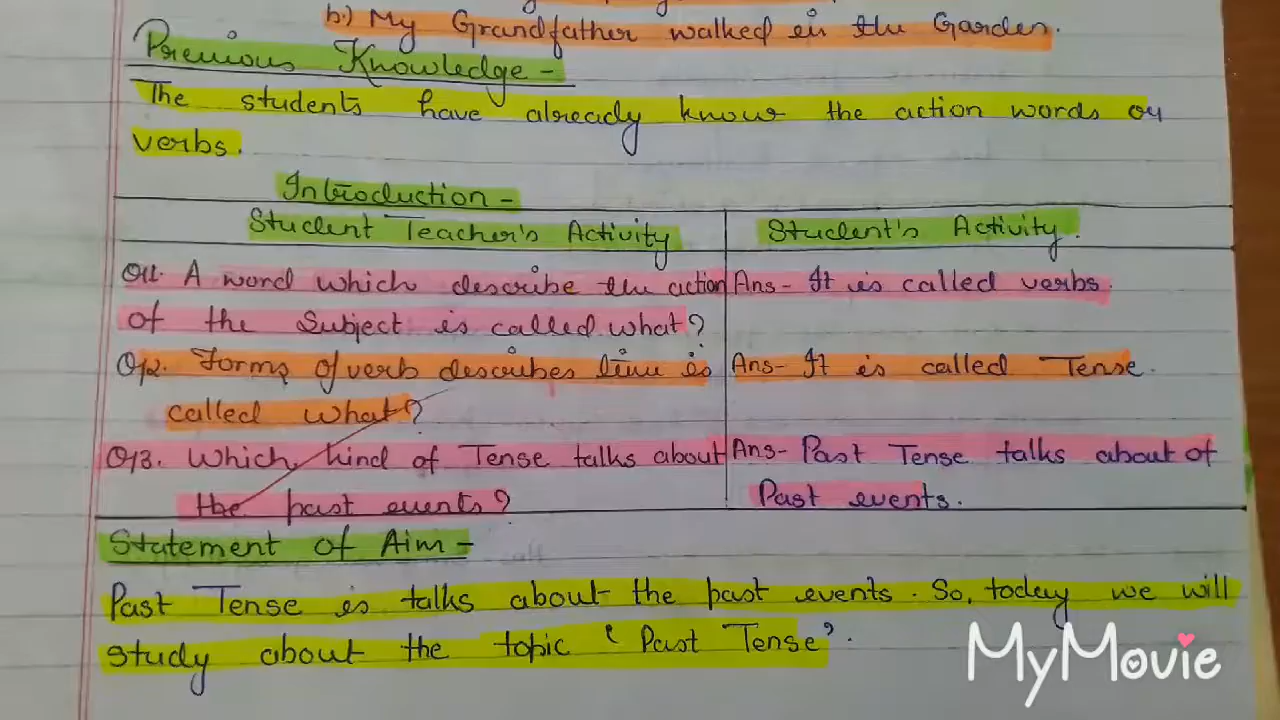 b.) My Grandfather walked in the Garden.
Previous Knowledge -
The students have already know the action words or
verbs.
Introduction -
Student Teacher's Activity
Student's Activity.
Q1. A word which describe the action
Ans- It is called verbs.
of the Subject is called what?
Q2. Forms of verb describes time is
Ans- It is called Tense.
called what?
Q3. Which kind of Tense talks about
Ans- Past Tense talks about of
the past events?
Past events.
Statement of Aim -
Past Tense is talks about the past events. So, today we will
study about the topic 'Past Tense'.
MyMovie